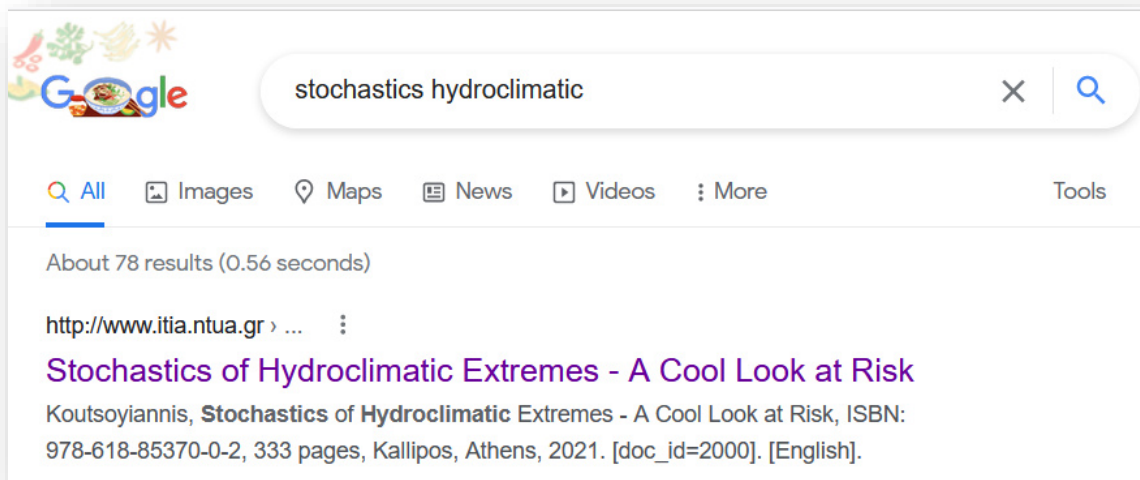 Google
stochastics hydroclimatic
All Images Maps News Videos More Tools
About 78 results (0.56 seconds)
http://www.itia.ntua.gr › ...
Stochastics of Hydroclimatic Extremes - A Cool Look at Risk
Koutsoyiannis, Stochastics of Hydroclimatic Extremes - A Cool Look at Risk, ISBN:
978-618-85370-0-2, 333 pages, Kallipos, Athens, 2021. [doc_id=2000]. [English].